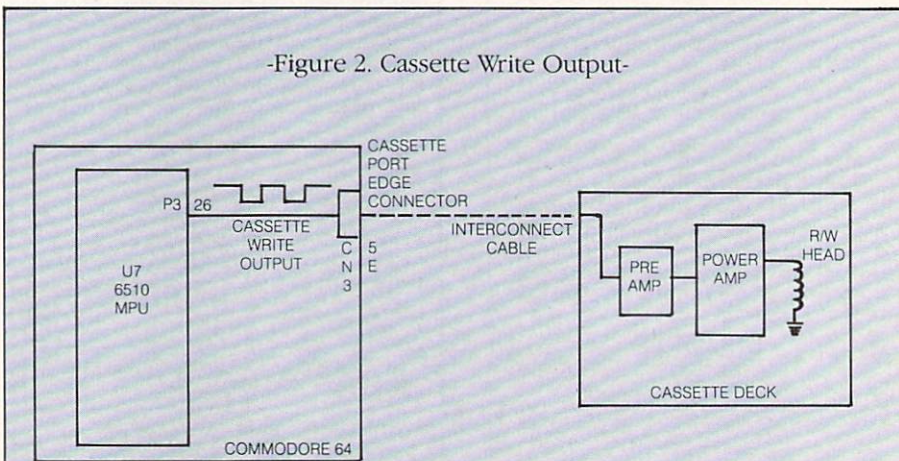 -Figure 2. Cassette Write Output-
CASSETTE
PORT
EDGE
CONNECTOR
P3 26
CASSETTE
WRITE
OUTPUT
C 5
N E
3
U7
6510
MPU
COMMODORE 64
INTERCONNECT
CABLE
PRE
AMP
POWER
AMP
R/W
HEAD
CASSETTE DECK